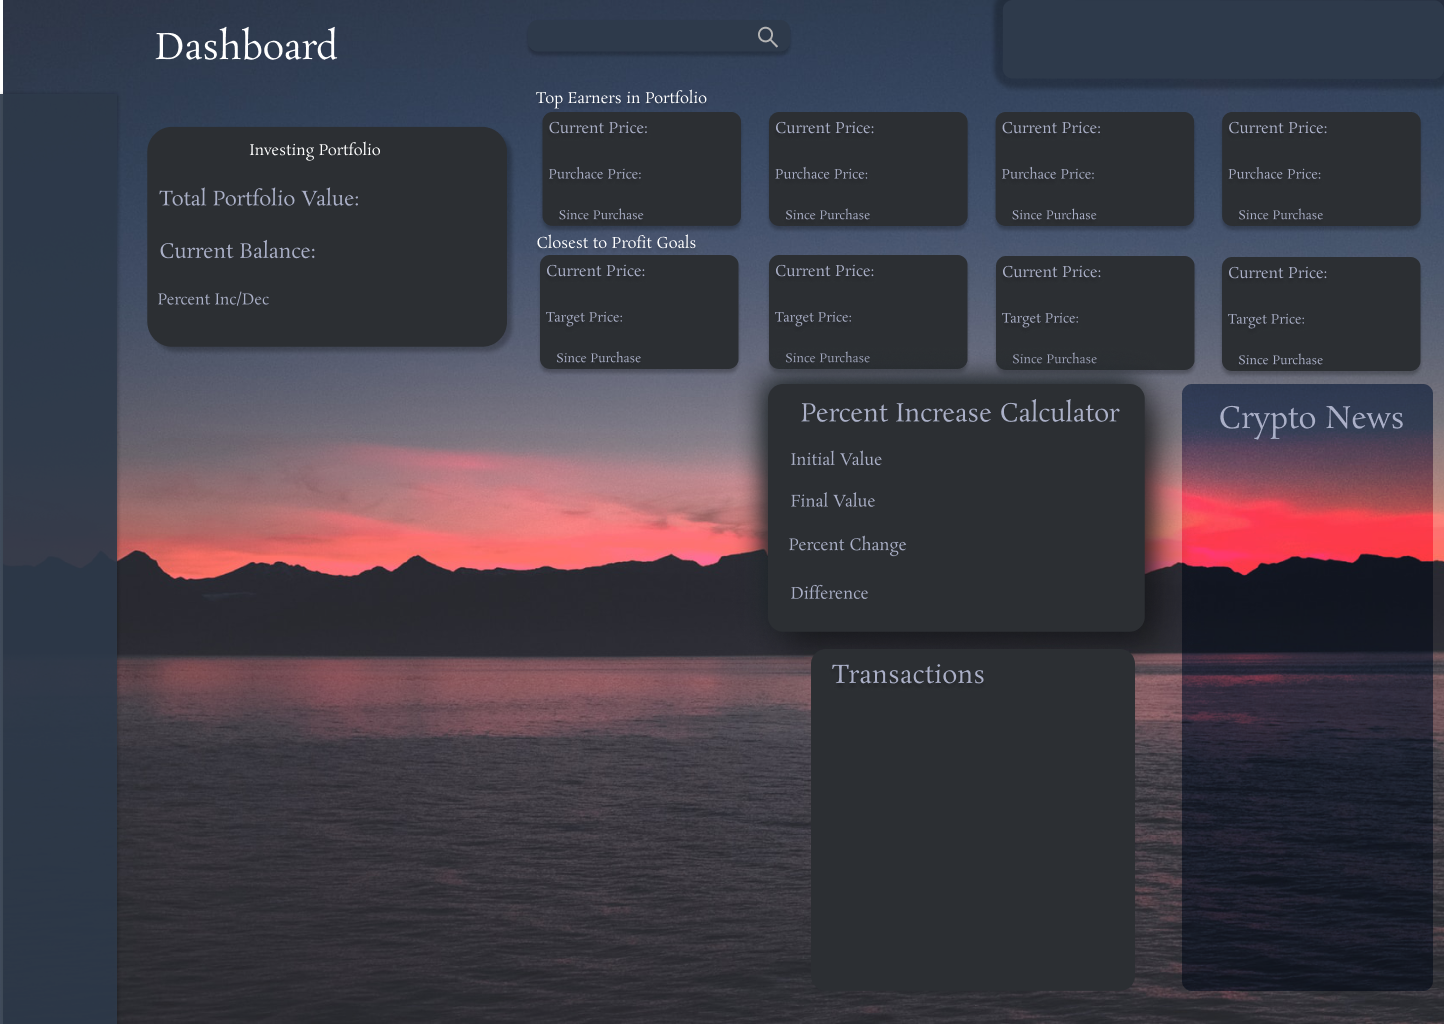 Dashboard
Investing Portfolio
Total Portfolio Value:
Current Balance:
Percent Inc/Dec
Top Earners in Portfolio
Current Price:
Purchace Price:
Since Purchase
Current Price:
Purchace Price:
Since Purchase
Current Price:
Purchace Price:
Since Purchase
Current Price:
Purchace Price:
Since Purchase
Closest to Profit Goals
Current Price:
Target Price:
Since Purchase
Current Price:
Target Price:
Since Purchase
Current Price:
Target Price:
Since Purchase
Current Price:
Target Price:
Since Purchase
Percent Increase Calculator
Initial Value
Final Value
Percent Change
Difference
Transactions
Crypto News